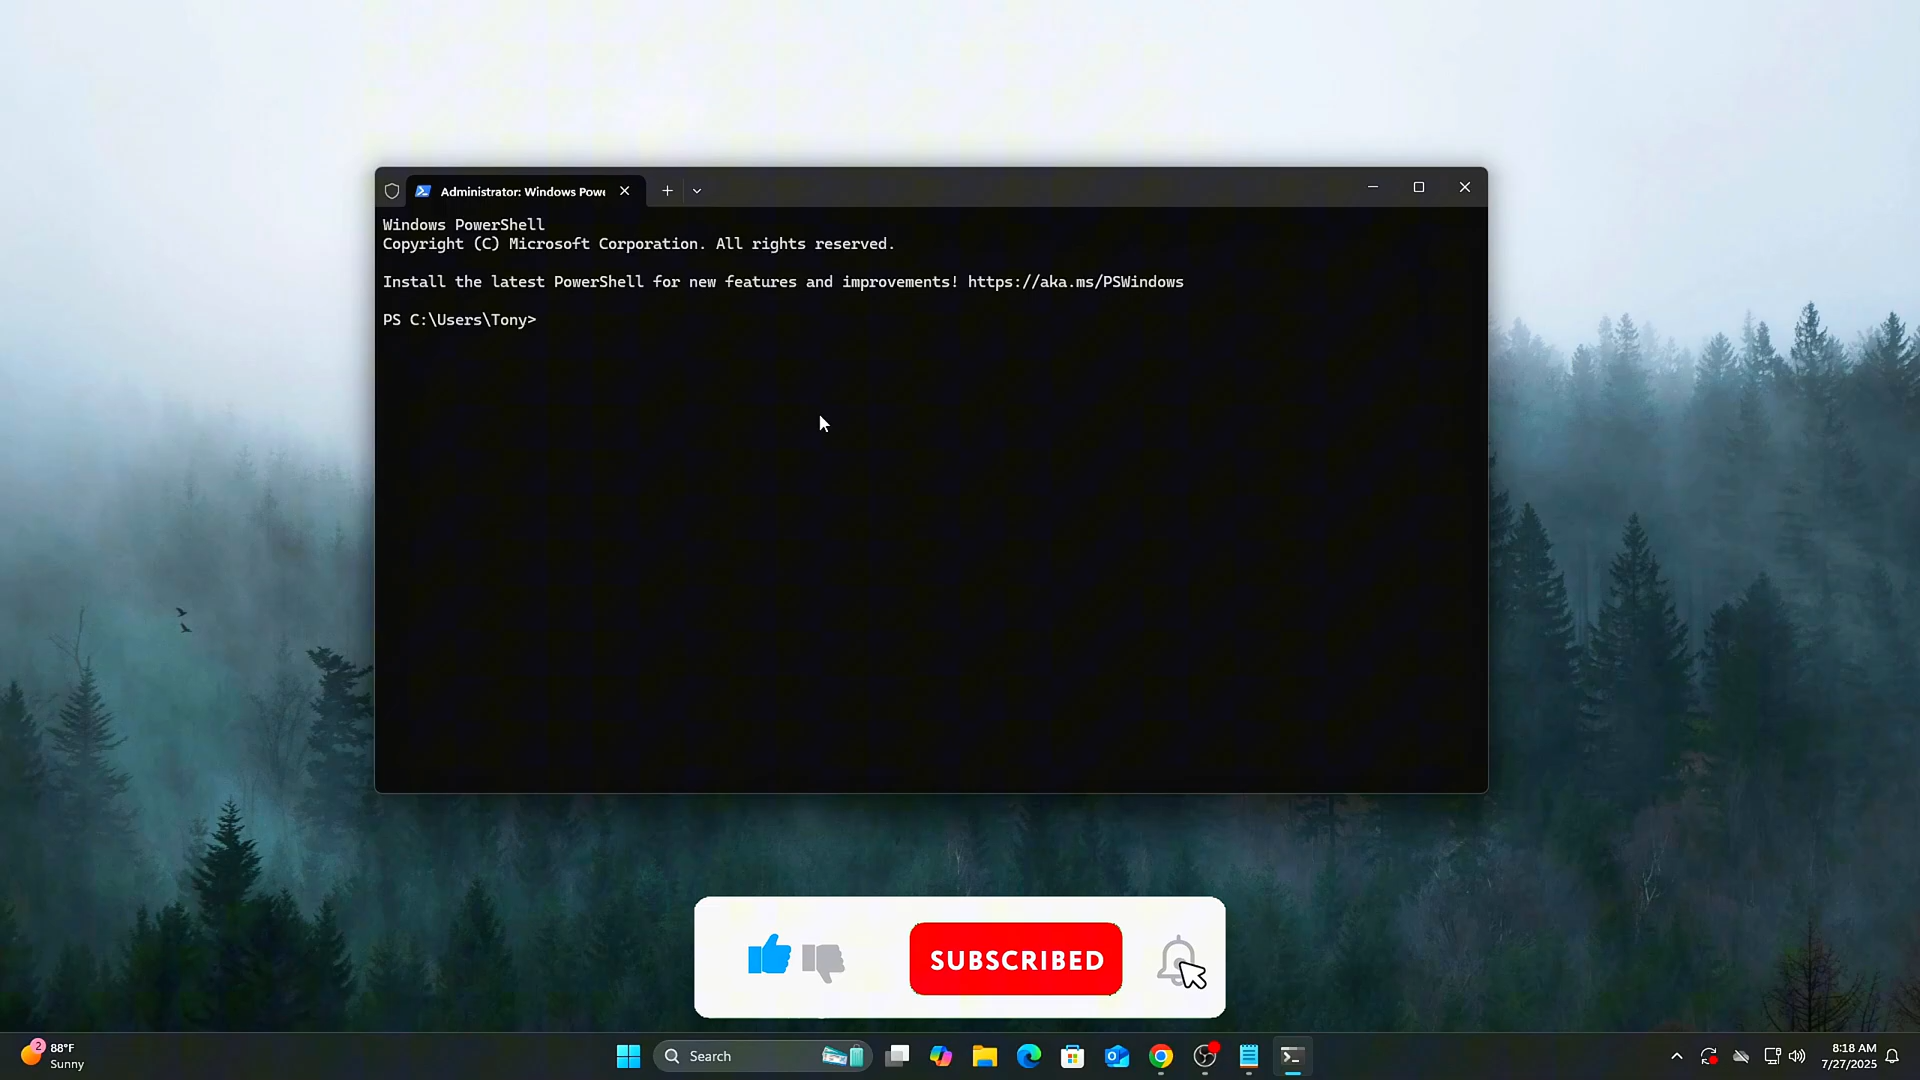 Administrator: Windows Powe
Windows PowerShell
Copyright (C) Microsoft Corporation. All rights reserved.
Install the latest PowerShell for new features and improvements! https://aka.ms/PSWindows
PS C:\Users\Tony>
SUBSCRIBED
2
88°F
Sunny
Search
8:18 AM
7/27/2025